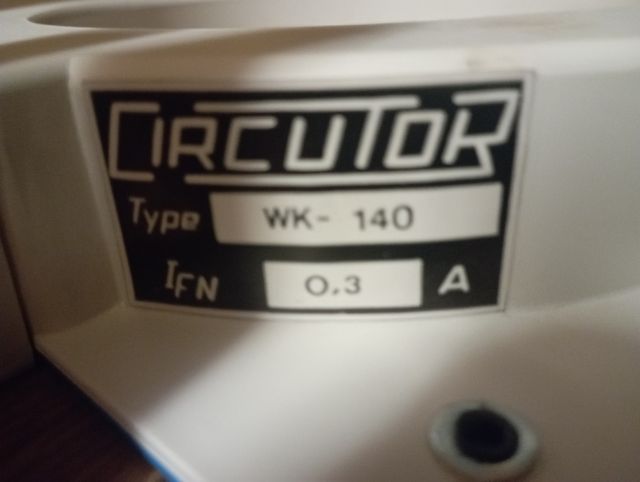 CIRCUTOR
Type WK- 140
IFN 0.3 A